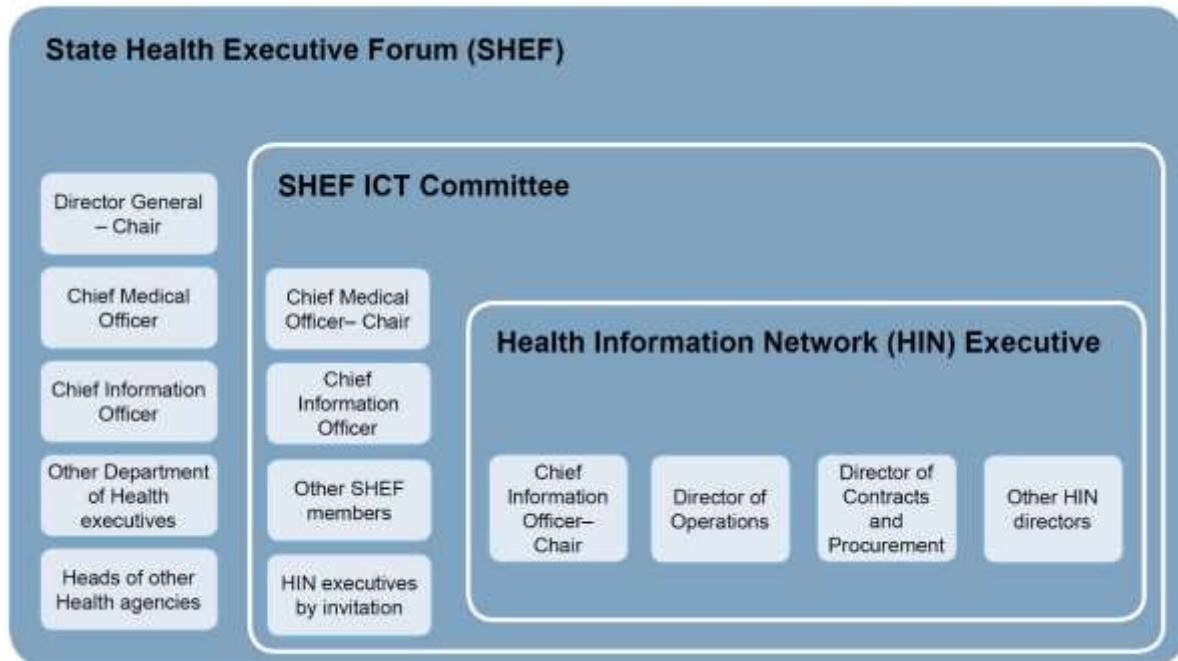 State Health Executive Forum (SHEF)
Director General
– Chair
Chief Medical
Officer
Chief Information
Officer
Other Department
of Health
executives
Heads of other
Health agencies
SHEF ICT Committee
Chief Medical
Officer– Chair
Chief
Information
Officer
Other SHEF
members
HIN executives
by invitation
Health Information Network (HIN) Executive
Chief
Information
Officer–
Chair
Director of
Operations
Director of
Contracts
and
Procurement
Other HIN
directors